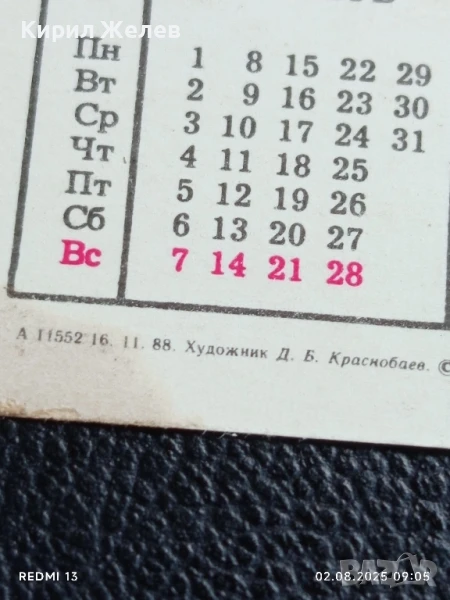 Кирил Желев
Пн 1 8 15 22 29
Вт 2 9 16 23 30
Ср 3 10 17 24 31
Чт 4 11 18 25
Пт 5 12 19 26
Сб 6 13 20 27
Вс 7 14 21 28
А 11552 16. 11. 88. Художник Д. Б. Краснобаев. ©
REDMI 13
02.08.2025 09:05